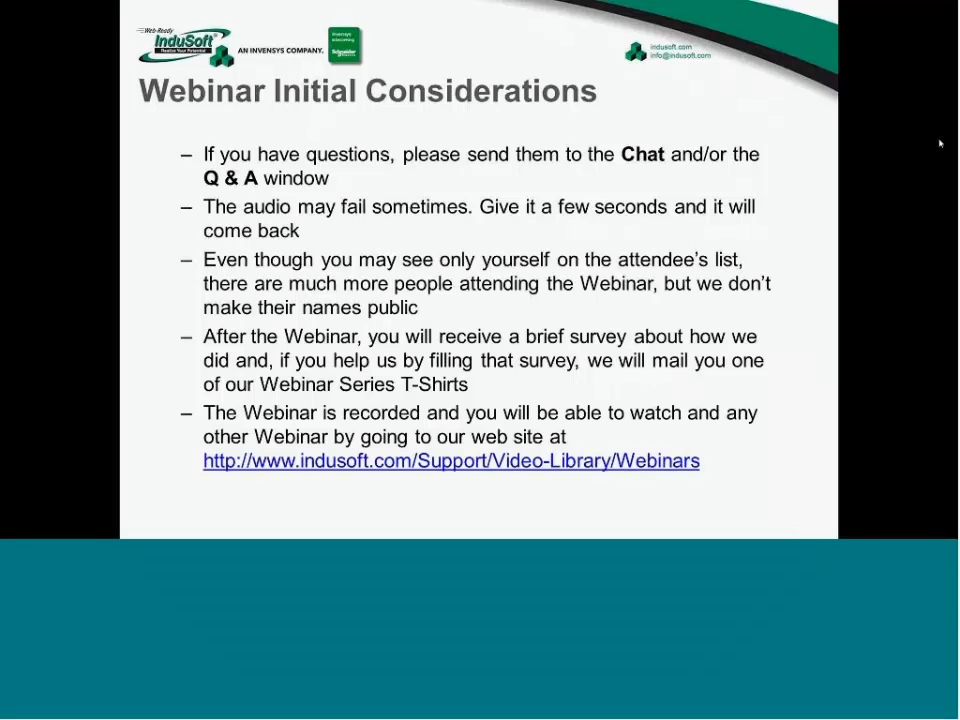 Web-Ready
InduSoft®
Realize Your Potential
AN INVENSYS COMPANY.
Schneider
indusoft.com
info@indusoft.com
Webinar Initial Considerations
– If you have questions, please send them to the Chat and/or the
Q & A window
– The audio may fail sometimes. Give it a few seconds and it will
come back
– Even though you may see only yourself on the attendee’s list,
there are much more people attending the Webinar, but we don’t
make their names public
– After the Webinar, you will receive a brief survey about how we
did and, if you help us by filling that survey, we will mail you one
of our Webinar Series T-Shirts
– The Webinar is recorded and you will be able to watch and any
other Webinar by going to our web site at
http://www.indusoft.com/Support/Video-Library/Webinars